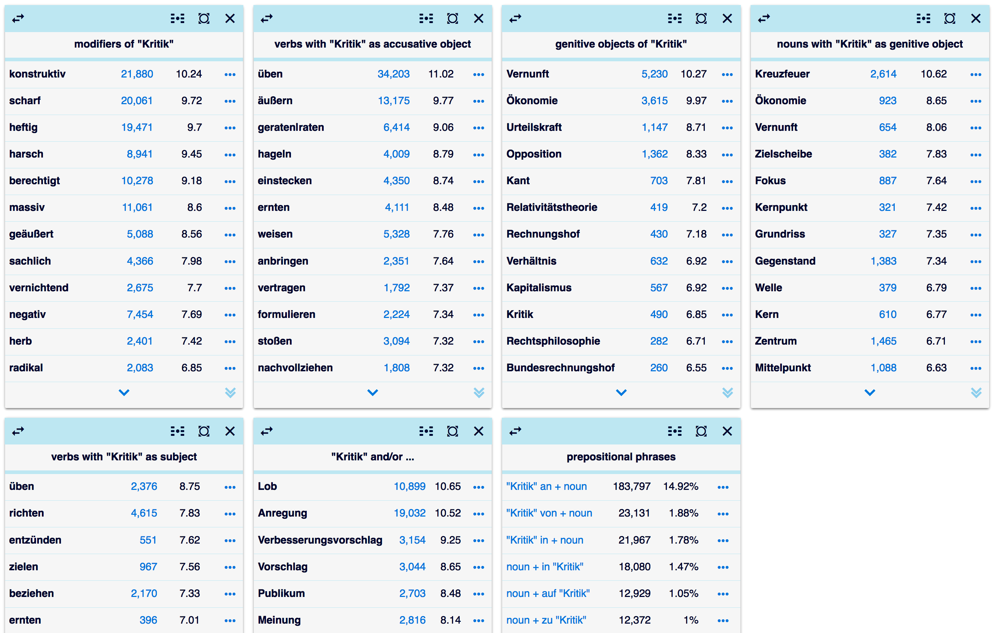 modifiers of "Kritik"
konstruktiv 21,880 10.24
scharf 20,061 9.72
heftig 19,471 9.7
harsch 8,941 9.45
berechtigt 10,278 9.18
massiv 11,061 8.6
geäußert 5,088 8.56
sachlich 4,366 7.98
vernichtend 2,675 7.7
negativ 7,454 7.69
herb 2,401 7.42
radikal 2,083 6.85
verbs with "Kritik" as accusative object
üben 34,203 11.02
äußern 13,175 9.77
geratenlraten 6,414 9.06
hageln 4,009 8.79
einstecken 4,350 8.74
ernten 4,111 8.48
weisen 5,328 7.76
anbringen 2,351 7.64
vertragen 1,792 7.37
formulieren 2,224 7.34
stoßen 3,094 7.32
nachvollziehen 1,808 7.32
genitive objects of "Kritik"
Vernunft 5,230 10.27
Ökonomie 3,615 9.97
Urteilskraft 1,147 8.71
Opposition 1,362 8.33
Kant 703 7.81
Relativitätstheorie 419 7.2
Rechnungshof 430 7.18
Verhältnis 632 6.92
Kapitalismus 567 6.92
Kritik 490 6.85
Rechtsphilosophie 282 6.71
Bundesrechnungshof 260 6.55
nouns with "Kritik" as genitive object
Kreuzfeuer 2,614 10.62
Ökonomie 923 8.65
Vernunft 654 8.06
Zielscheibe 382 7.83
Fokus 887 7.64
Kernpunkt 321 7.42
Grundriss 327 7.35
Gegenstand 1,383 7.34
Welle 379 6.79
Kern 610 6.77
Zentrum 1,465 6.71
Mittelpunkt 1,088 6.63
verbs with "Kritik" as subject
üben 2,376 8.75
richten 4,615 7.83
entzünden 551 7.62
zielen 967 7.56
beziehen 2,170 7.33
ernten 396 7.01
"Kritik" and/or ...
Lob 10,899 10.65
Anregung 19,032 10.52
Verbesserungsvorschlag 3,154 9.25
Vorschlag 3,044 8.65
Publikum 2,703 8.48
Meinung 2,816 8.14
prepositional phrases
"Kritik" an + noun 183,797 14.92%
"Kritik" von + noun 23,131 1.88%
"Kritik" in + noun 21,967 1.78%
noun + in "Kritik" 18,080 1.47%
noun + auf "Kritik" 12,929 1.05%
noun + zu "Kritik" 12,372 1%